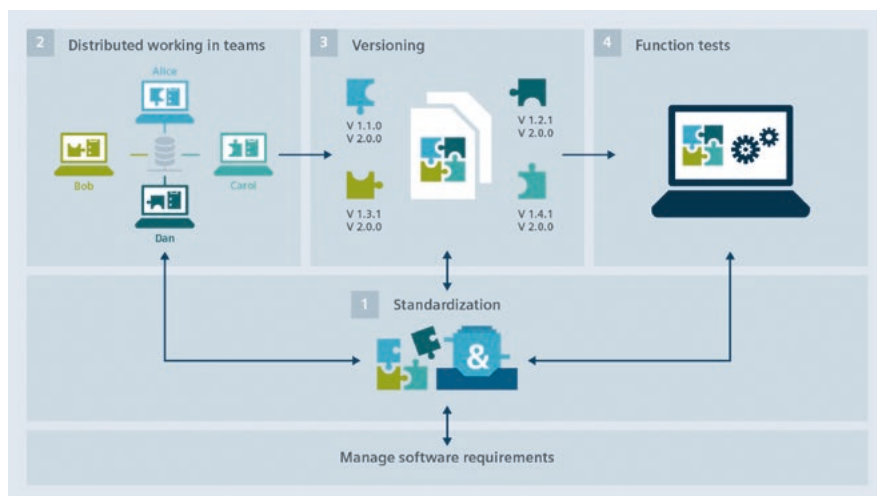 2 Distributed working in teams
Alice
Bob
Carol
Dan
3 Versioning
V 1.1.0
V 2.0.0
V 1.2.1
V 2.0.0
V 1.3.1
V 2.0.0
V 1.4.1
V 2.0.0
4 Function tests
1 Standardization
&
Manage software requirements